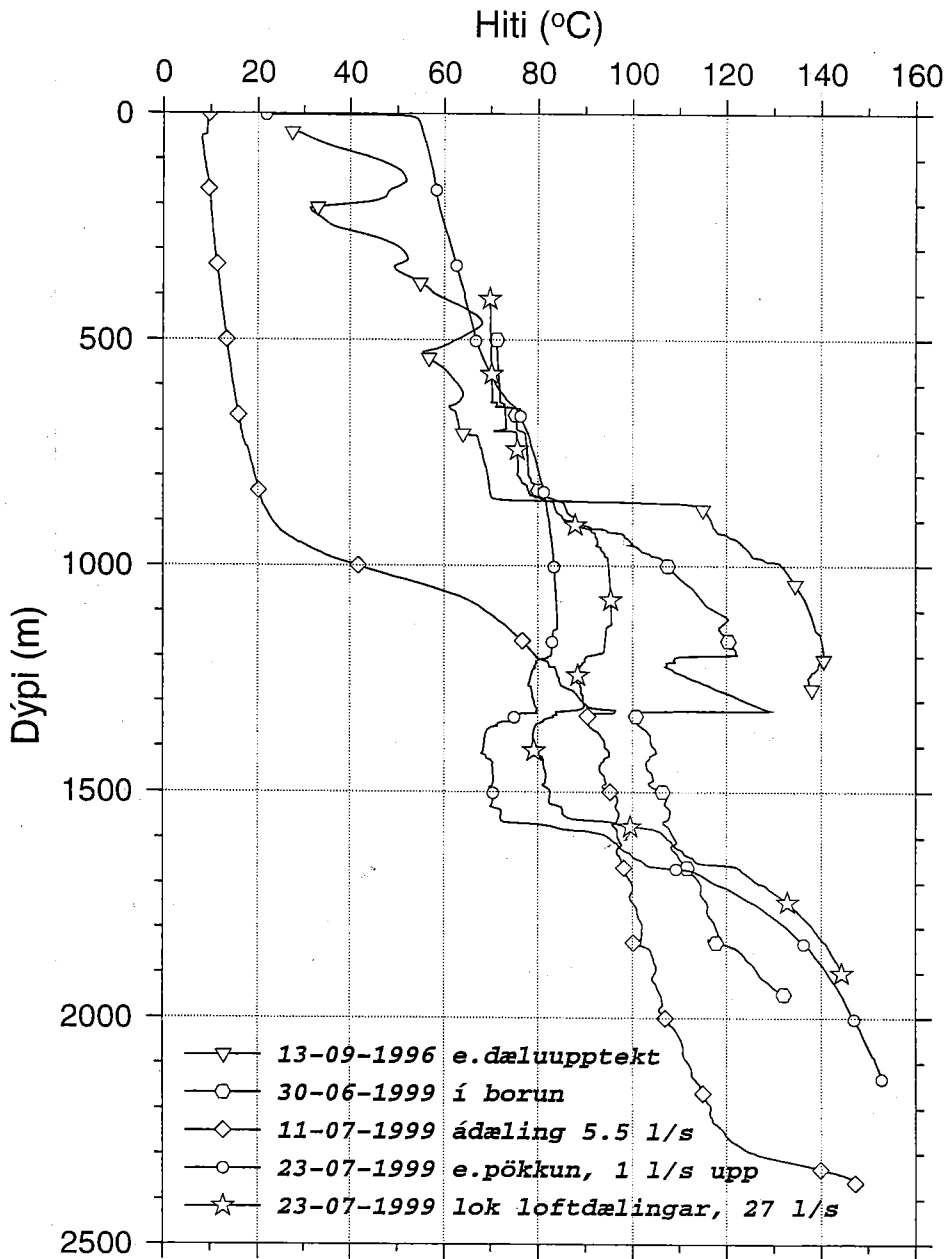 Hiti (°C)
0 20 40 60 80 100 120 140 160
0
500
1000
1500
2000
2500
Dýpi (m)
13-09-1996 e.dæluupptekt
30-06-1999 í borun
11-07-1999 ádæling 5.5 l/s
23-07-1999 e.pökkun, 1 l/s upp
23-07-1999 lok loftdælingar, 27 l/s